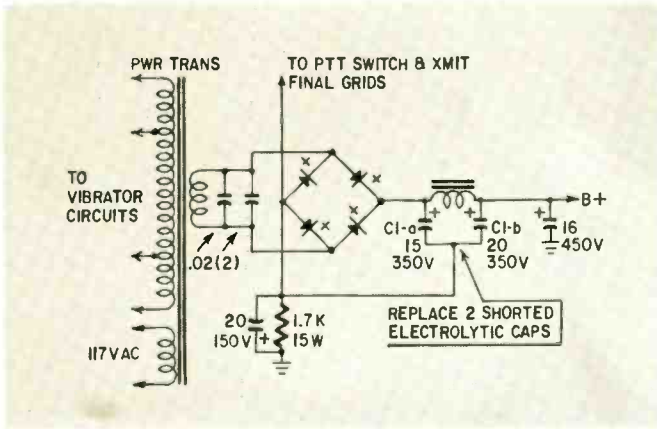 PWR TRANS
TO PTT SWITCH & XMIT
FINAL GRIDS
TO
VIBRATOR
CIRCUITS
.02(2)
117VAC
x
x
x
x
C1-a
15
350V
C1-b
20
350V
16
450V
B+
20
150V
1.7K
15W
REPLACE 2 SHORTED
ELECTROLYTIC CAPS
+
+
+
+